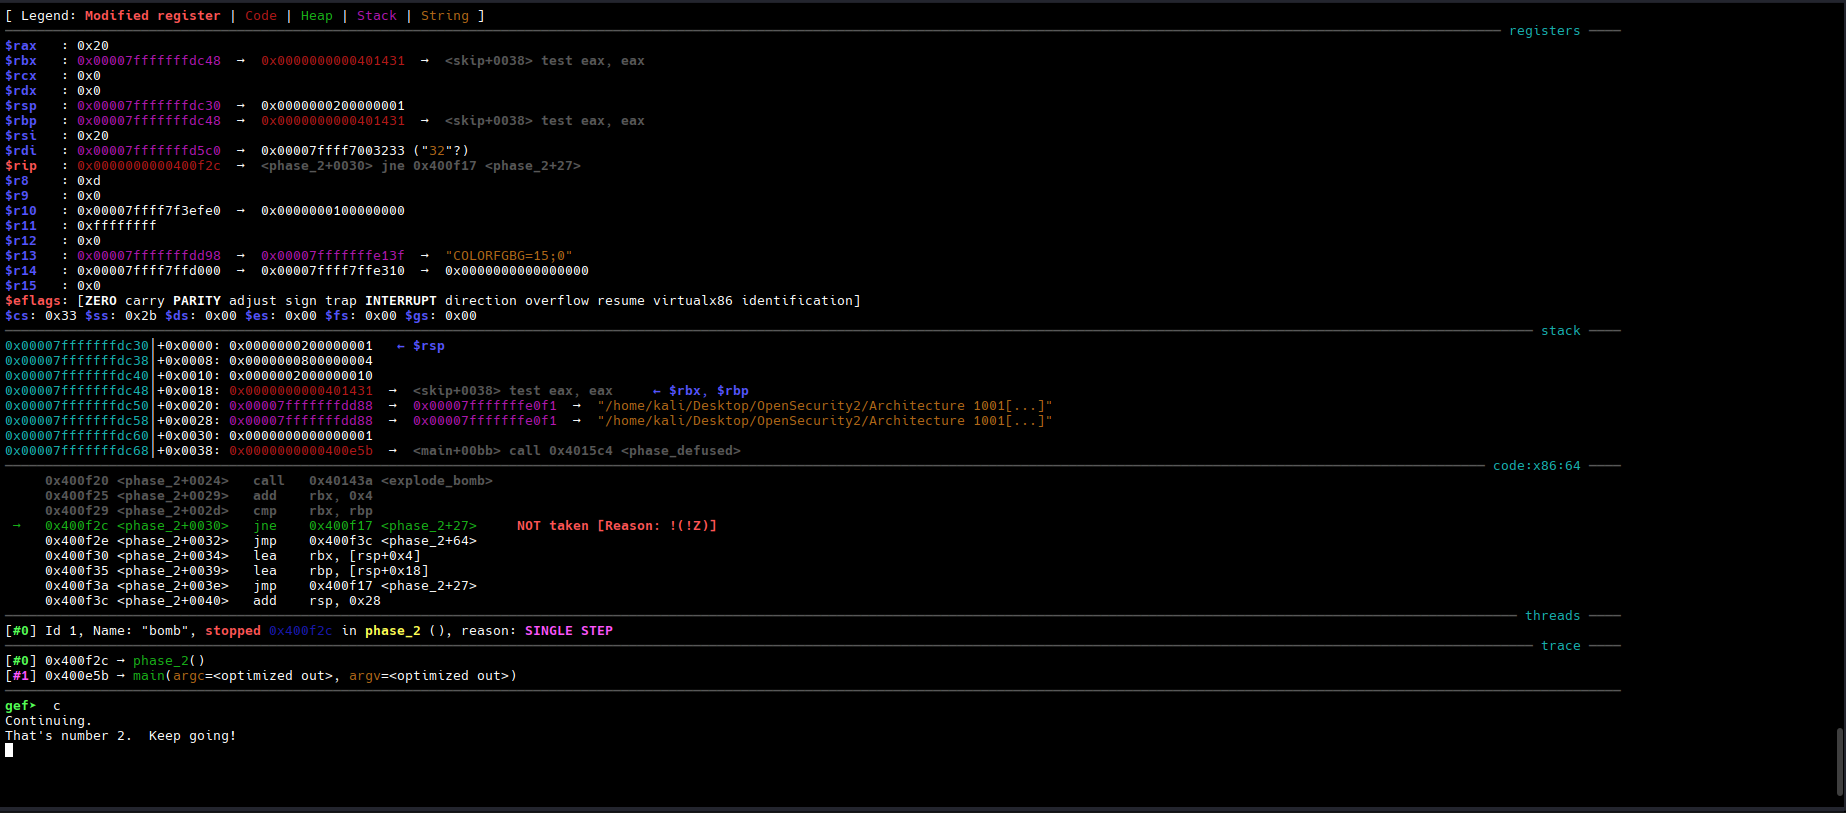 [ Legend: Modified register | Code | Heap | Stack | String ]
registers
$rax   : 0x20
$rbx   : 0x00007fffffffdc48  →  0x0000000000401431  →  <skip+0038> test eax, eax
$rcx   : 0x0
$rdx   : 0x0
$rsp   : 0x00007fffffffdc30  →  0x0000000200000001
$rbp   : 0x00007fffffffdc48  →  0x0000000000401431  →  <skip+0038> test eax, eax
$rsi   : 0x20
$rdi   : 0x00007fffffffd5c0  →  0x00007ffff7003233 ("32"?)
$rip   : 0x0000000000400f2c  →  <phase_2+0030> jne 0x400f17 <phase_2+27>
$r8    : 0xd
$r9    : 0x0
$r10   : 0x00007ffff7f3efe0  →  0x0000000100000000
$r11   : 0xffffffff
$r12   : 0x0
$r13   : 0x00007fffffffdd98  →  0x00007fffffffe13f  →  "COLORFGBG=15;0"
$r14   : 0x00007ffff7ffd000  →  0x00007ffff7ffe310  →  0x0000000000000000
$r15   : 0x0
$eflags: [ZERO carry PARITY adjust sign trap INTERRUPT direction overflow resume virtualx86 identification]
$cs: 0x33 $ss: 0x2b $ds: 0x00 $es: 0x00 $fs: 0x00 $gs: 0x00
stack
0x00007fffffffdc30│+0x0000: 0x0000000200000001   ← $rsp
0x00007fffffffdc38│+0x0008: 0x0000000800000004
0x00007fffffffdc40│+0x0010: 0x0000002000000010
0x00007fffffffdc48│+0x0018: 0x0000000000401431  →  <skip+0038> test eax, eax     ← $rbx, $rbp
0x00007fffffffdc50│+0x0020: 0x00007fffffffdd88  →  0x00007fffffffe0f1  →  "/home/kali/Desktop/OpenSecurity2/Architecture 1001[...]"
0x00007fffffffdc58│+0x0028: 0x00007fffffffdd88  →  0x00007fffffffe0f1  →  "/home/kali/Desktop/OpenSecurity2/Architecture 1001[...]"
0x00007fffffffdc60│+0x0030: 0x0000000000000001
0x00007fffffffdc68│+0x0038: 0x0000000000400e5b  →  <main+00bb> call 0x4015c4 <phase_defused>
code:x86:64
0x400f20 <phase_2+0024>   call   0x40143a <explode_bomb>
0x400f25 <phase_2+0029>   add    rbx, 0x4
0x400f29 <phase_2+002d>   cmp    rbx, rbp
→   0x400f2c <phase_2+0030>   jne    0x400f17 <phase_2+27>     NOT taken [Reason: !(!Z)]
0x400f2e <phase_2+0032>   jmp    0x400f3c <phase_2+64>
0x400f30 <phase_2+0034>   lea    rbx, [rsp+0x4]
0x400f35 <phase_2+0039>   lea    rbp, [rsp+0x18]
0x400f3a <phase_2+003e>   jmp    0x400f17 <phase_2+27>
0x400f3c <phase_2+0040>   add    rsp, 0x28
threads
[#0] Id 1, Name: "bomb", stopped 0x400f2c in phase_2 (), reason: SINGLE STEP
trace
[#0] 0x400f2c → phase_2()
[#1] 0x400e5b → main(argc=<optimized out>, argv=<optimized out>)
gef➤  c
Continuing.
That's number 2.  Keep going!